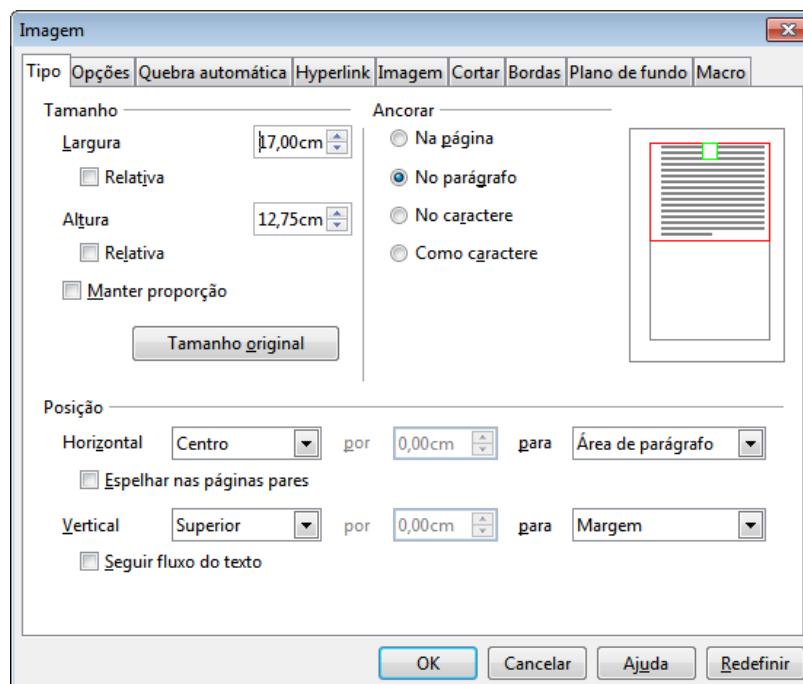 Imagem
Tipo Opções Quebra automática Hyperlink Imagem Cortar Bordas Plano de fundo Macro
Tamanho
Largura 17,00cm
Relativa
Altura 12,75cm
Relativa
Manter proporção
Tamanho original
Ancorar
Na página
No parágrafo
No caractere
Como caractere
Posição
Horizontal Centro por 0,00cm para Área de parágrafo
Espelhar nas páginas pares
Vertical Superior por 0,00cm para Margem
Seguir fluxo do texto
OK Cancelar Ajuda Redefinir